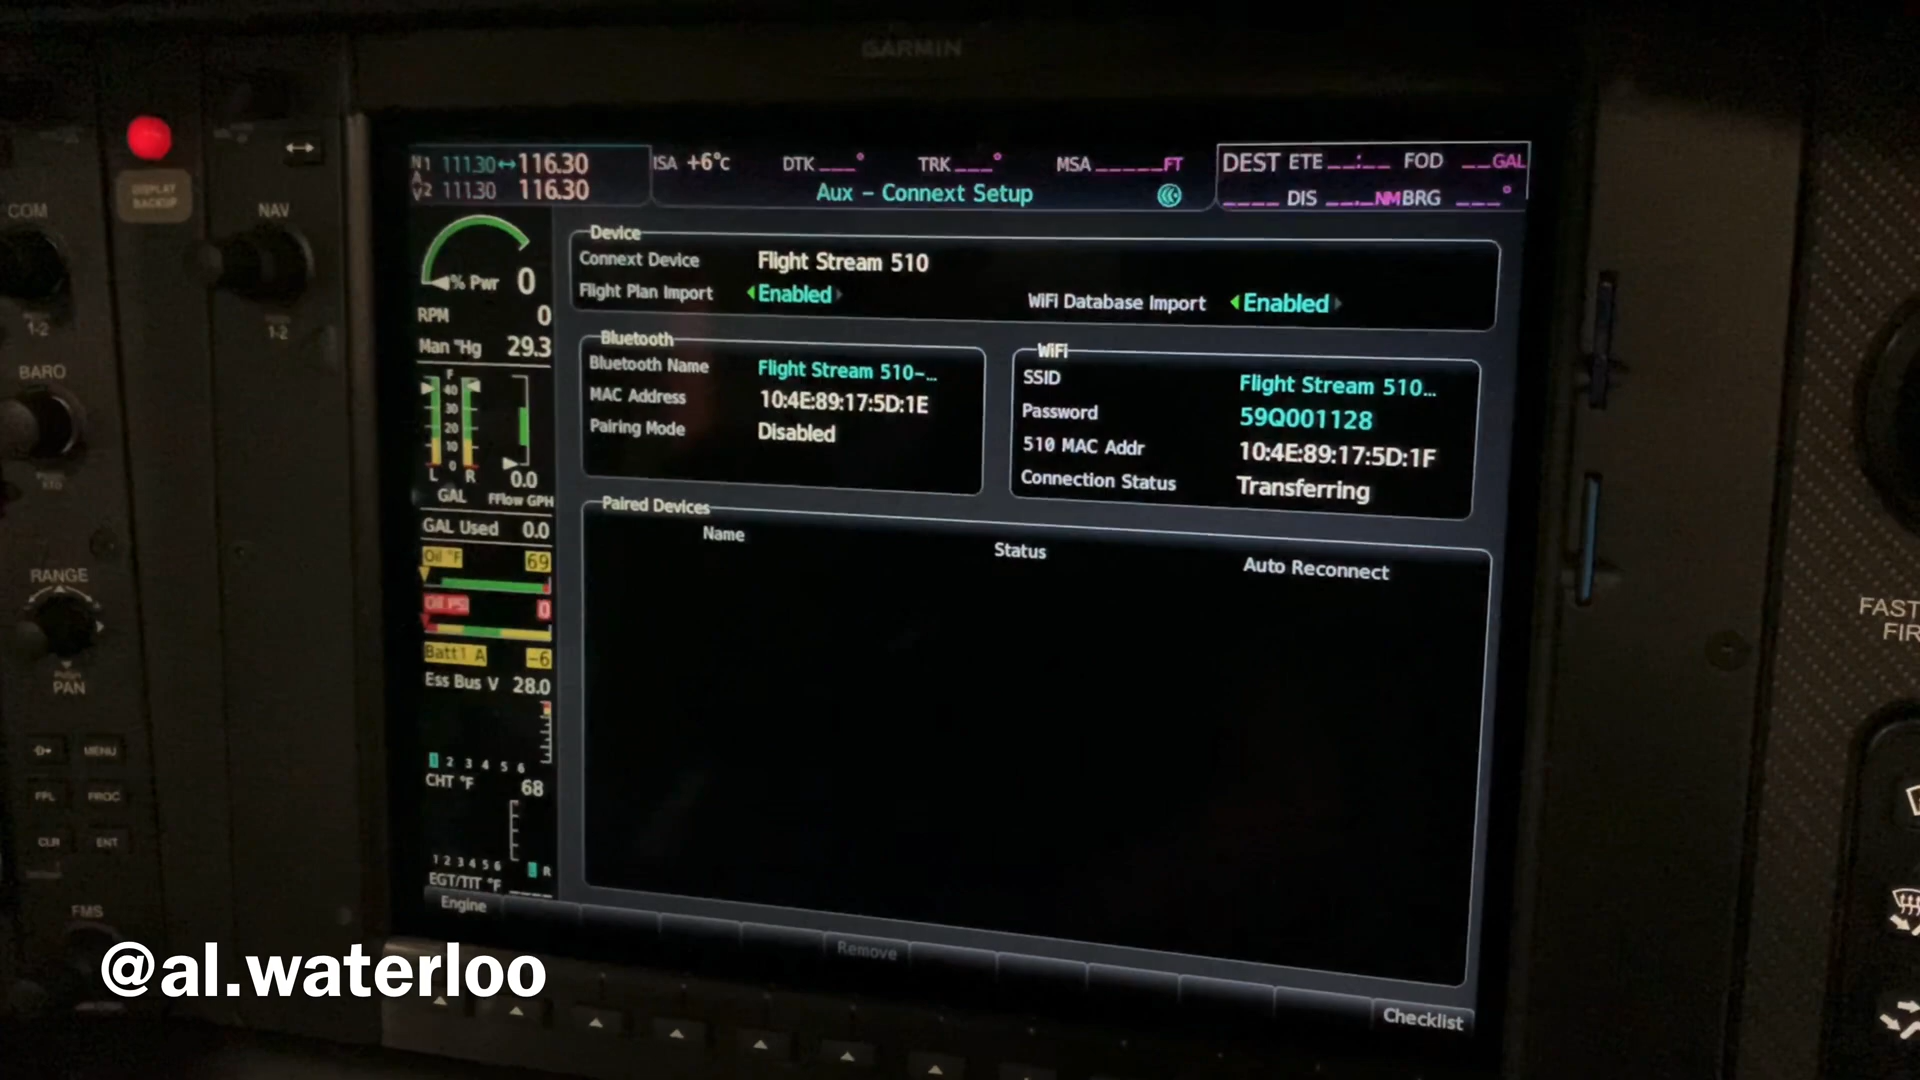 GARMIN
N1 111.30↔116.30 ISA +6°C DTK ___° TRK ___° MSA _____FT DEST ETE __:__ FOD __GAL
2 111.30 116.30 Aux – Connext Setup ____ DIS __._NM BRG ___°
DISPLAY
BACKUP
COM
NAV
1-2
1-2
BARO
RANGE
PAN
MENU
FPL
PROC
CLR
ENT
FMS
% Pwr 0
RPM 0
Man "Hg 29.3
F
40
30
20
10
0
L R 0.0
GAL FFlow GPH
GAL Used 0.0
Oil °F 69
Oil PSI 0
Batt1 A -6
Ess Bus V 28.0
1 2 3 4 5 6
CHT °F 68
1 2 3 4 5 6 R
EGT/TIT °F ____
Engine
Device
Connext Device Flight Stream 510
Flight Plan Import Enabled WiFi Database Import Enabled
Bluetooth
Bluetooth Name Flight Stream 510-...
MAC Address 10:4E:89:17:5D:1E
Pairing Mode Disabled
WiFi
SSID Flight Stream 510...
Password 59Q001128
510 MAC Addr 10:4E:89:17:5D:1F
Connection Status Transferring
Paired Devices
Name Status Auto Reconnect
Remove
Checklist
FAST
FIR
@al.waterloo